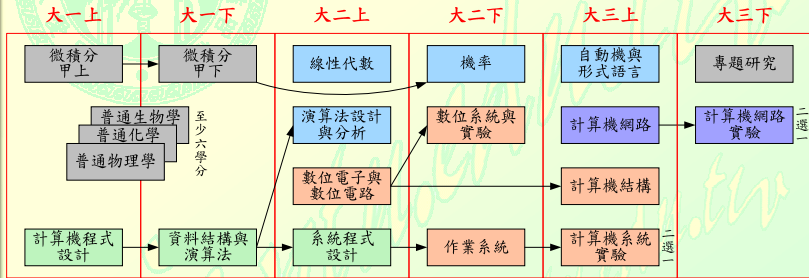 大一上
大一下
大二上
大二下
大三上
大三下
微積分
甲上
微積分
甲下
線性代數
機率
自動機與
形式語言
專題研究
普通生物學
普通化學
普通物理學
至少六學分
演算法設計
與分析
數位系統與
實驗
計算機網路
計算機網路
實驗
二選一
數位電子與
數位電路
計算機結構
計算機程式
設計
資料結構與
演算法
系統程式
設計
作業系統
計算機系統
實驗
二選一